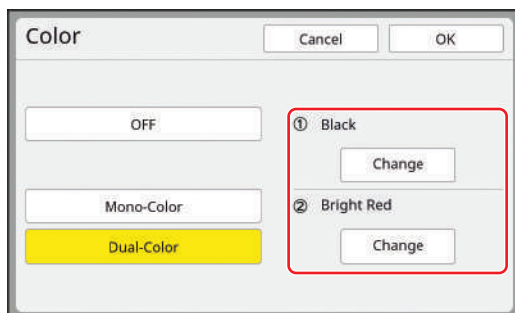 Color
Cancel
OK
OFF
① Black
Change
Mono-Color
② Bright Red
Dual-Color
Change